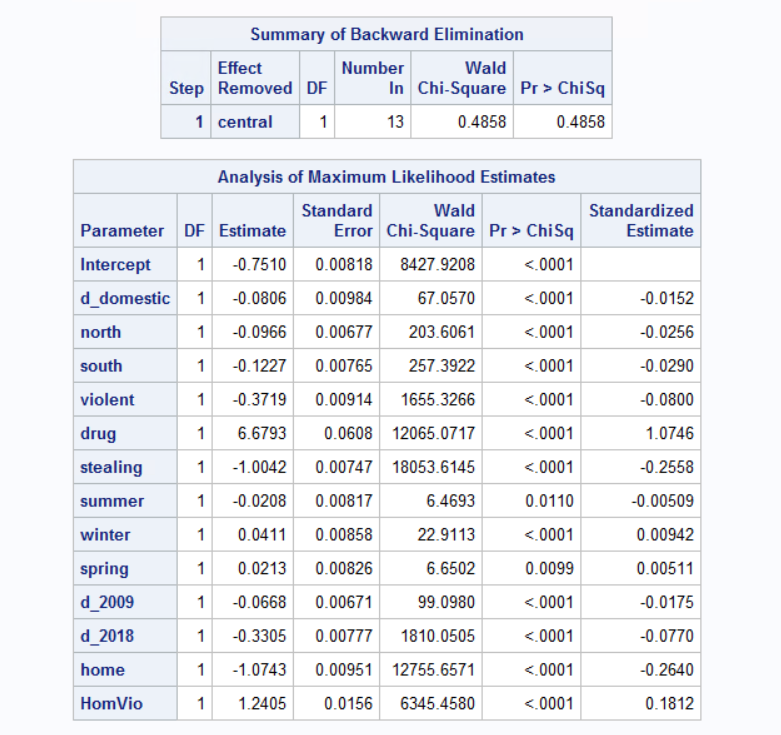 Summary of Backward Elimination
Step Effect Removed DF Number In Wald Chi-Square Pr > ChiSq
1 central 1 13 0.4858 0.4858
Analysis of Maximum Likelihood Estimates
Parameter DF Estimate Standard Error Wald Chi-Square Pr > ChiSq Standardized Estimate
Intercept 1 -0.7510 0.00818 8427.9208 <.0001
d_domestic 1 -0.0806 0.00984 67.0570 <.0001 -0.0152
north 1 -0.0966 0.00677 203.6061 <.0001 -0.0256
south 1 -0.1227 0.00765 257.3922 <.0001 -0.0290
violent 1 -0.3719 0.00914 1655.3266 <.0001 -0.0800
drug 1 6.6793 0.0608 12065.0717 <.0001 1.0746
stealing 1 -1.0042 0.00747 18053.6145 <.0001 -0.2558
summer 1 -0.0208 0.00817 6.4693 0.0110 -0.00509
winter 1 0.0411 0.00858 22.9113 <.0001 0.00942
spring 1 0.0213 0.00826 6.6502 0.0099 0.00511
d_2009 1 -0.0668 0.00671 99.0980 <.0001 -0.0175
d_2018 1 -0.3305 0.00777 1810.0505 <.0001 -0.0770
home 1 -1.0743 0.00951 12755.6571 <.0001 -0.2640
HomVio 1 1.2405 0.0156 6345.4580 <.0001 0.1812